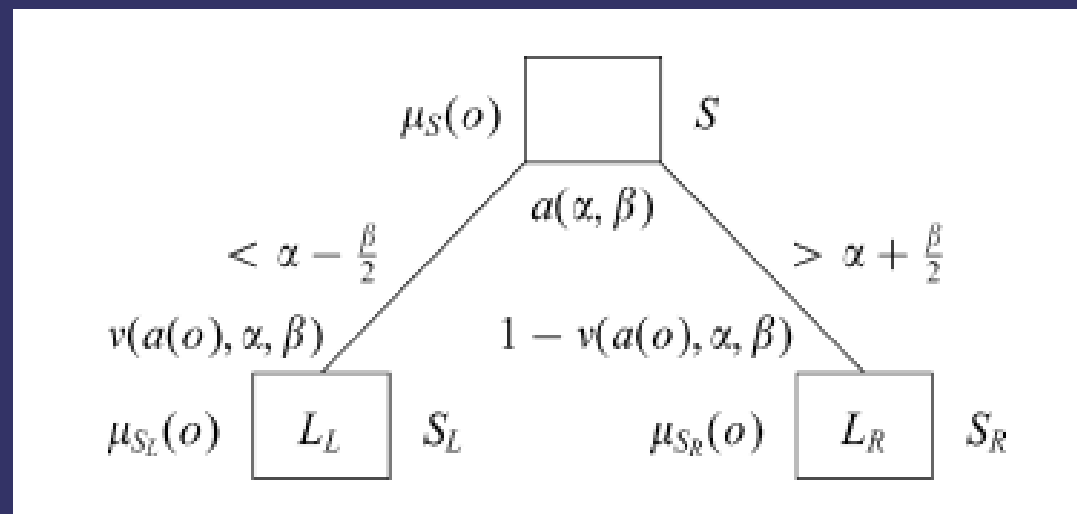 μ_S(o) S
a(α, β)
< α − β/2 > α + β/2
ν(a(o), α, β) 1 − ν(a(o), α, β)
μ_{S_L}(o) L_L S_L μ_{S_R}(o) L_R S_R